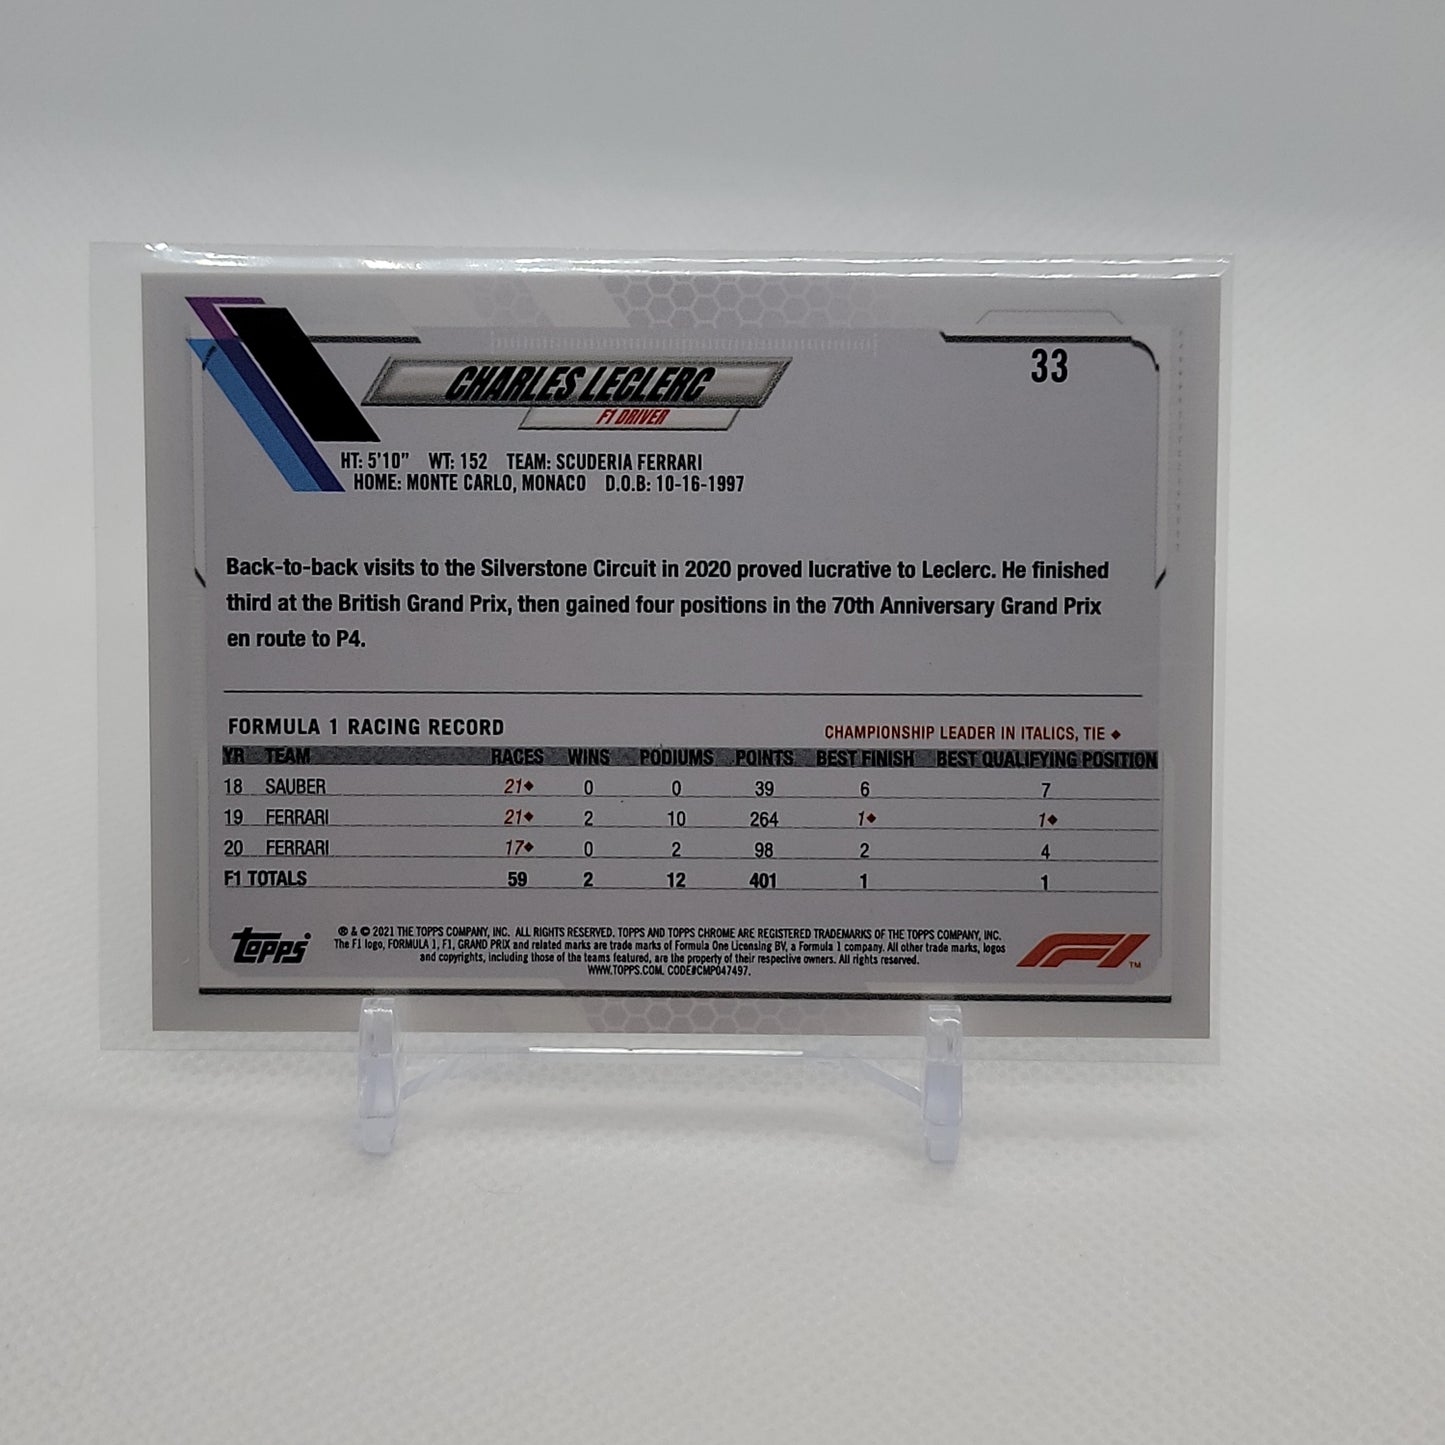 33
CHARLES LECLERC
F1 DRIVER
HT: 5'10" WT: 152 TEAM: SCUDERIA FERRARI
HOME: MONTE CARLO, MONACO D.O.B: 10-16-1997
Back-to-back visits to the Silverstone Circuit in 2020 proved lucrative to Leclerc. He finished
third at the British Grand Prix, then gained four positions in the 70th Anniversary Grand Prix
en route to P4.
FORMULA 1 RACING RECORD CHAMPIONSHIP LEADER IN ITALICS, TIE ◆
YR TEAM RACES WINS PODIUMS POINTS BEST FINISH BEST QUALIFYING POSITION
18 SAUBER 21◆ 0 0 39 6 7
19 FERRARI 21◆ 2 10 264 1◆ 1◆
20 FERRARI 17◆ 0 2 98 2 4
F1 TOTALS 59 2 12 401 1 1
topps
® & © 2021 THE TOPPS COMPANY, INC. ALL RIGHTS RESERVED. TOPPS AND TOPPS CHROME ARE REGISTERED TRADEMARKS OF THE TOPPS COMPANY, INC.
The F1 logo, FORMULA 1, F1, GRAND PRIX and related marks are trade marks of Formula One Licensing BV, a Formula 1 company. All other trade marks, logos
and copyrights, including those of the teams featured, are the property of their respective owners. All rights reserved.
WWW.TOPPS.COM. CODE#CMP047497.
F1 ™